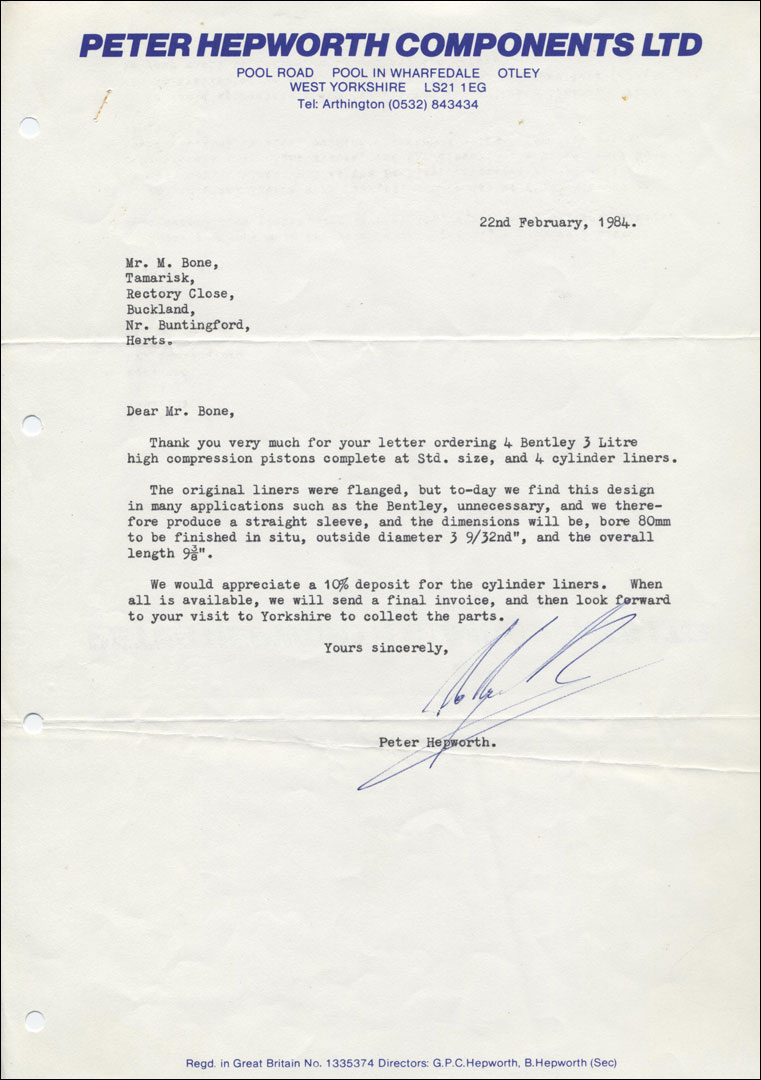 PETER HEPWORTH COMPONENTS LTD
POOL ROAD POOL IN WHARFEDALE OTLEY
WEST YORKSHIRE LS21 1EG
Tel: Arthington (0532) 843434
22nd February, 1984.
Mr. M. Bone,
Tamarisk,
Rectory Close,
Buckland,
Nr. Buntingford,
Herts.
Dear Mr. Bone,
Thank you very much for your letter ordering 4 Bentley 3 Litre
high compression pistons complete at Std. size, and 4 cylinder liners.
The original liners were flanged, but to-day we find this design
in many applications such as the Bentley, unnecessary, and we there-
fore produce a straight sleeve, and the dimensions will be, bore 80mm
to be finished in situ, outside diameter 3 9/32nd", and the overall
length 9⅜".
We would appreciate a 10% deposit for the cylinder liners. When
all is available, we will send a final invoice, and then look forward
to your visit to Yorkshire to collect the parts.
Yours sincerely,
Peter Hepworth.
Regd. in Great Britain No. 1335374 Directors: G.P.C.Hepworth, B.Hepworth (Sec)